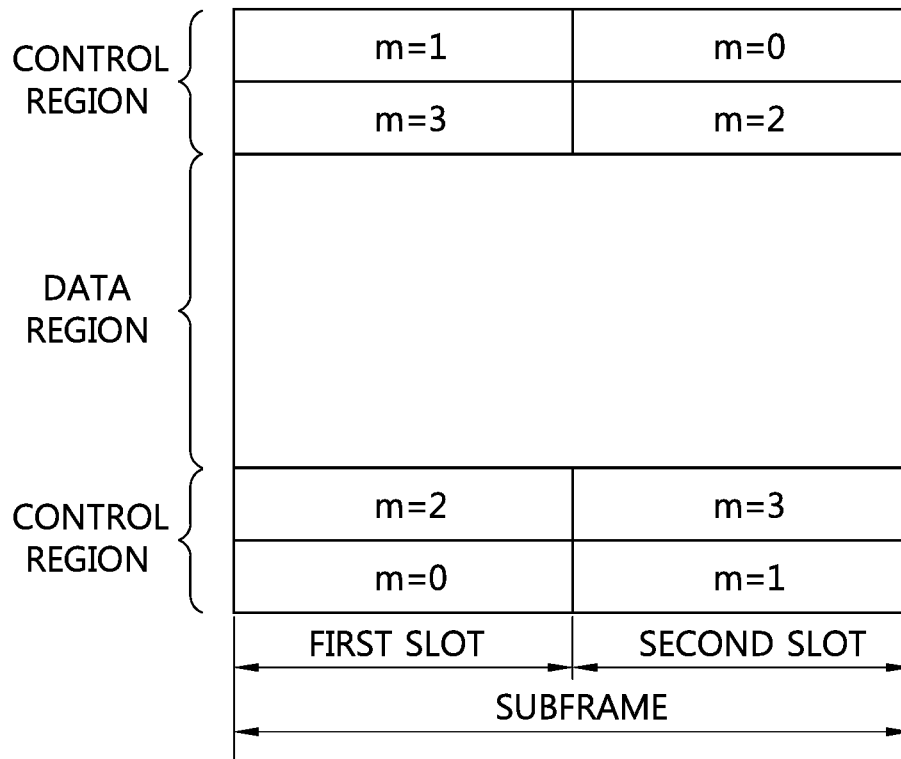 CONTROL
REGION
m=1
m=0
m=3
m=2
DATA
REGION
CONTROL
REGION
m=2
m=3
m=0
m=1
FIRST SLOT
SECOND SLOT
SUBFRAME